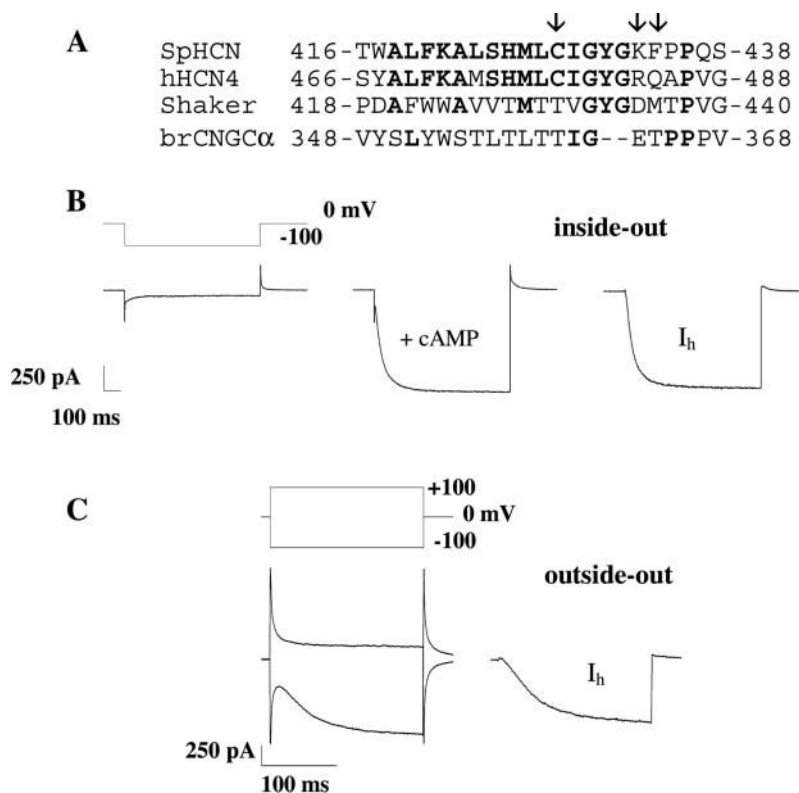 A
SpHCN 416-TWALFKALSHMLCIGYGKFPPQS-438
hHCN4 466-SYALFKAMSHMLCIGYGRQAPVG-488
Shaker 418-PDAFWWAVVTMTTVGYGDMTPVG-440
brCNGCα 348-VYSLYWSTLTLTTIG--ETPPPV-368
B
0 mV
-100
inside-out
+ cAMP
Ih
250 pA
100 ms
C
+100
0 mV
-100
outside-out
Ih
250 pA
100 ms